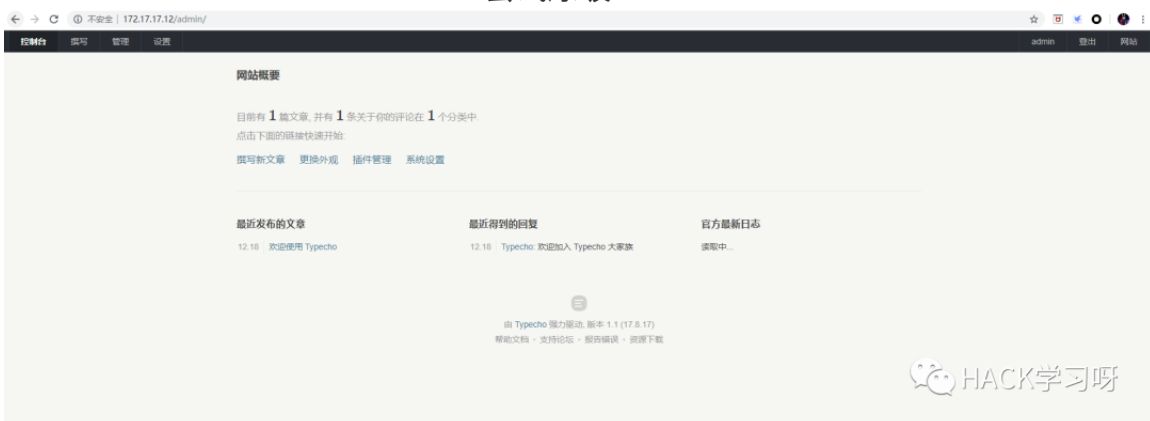 不安全 | 172.17.17.12/admin/
控制台 撰写 管理 设置 admin 登出 网站
网站概要
目前有 1 篇文章, 并有 1 条关于你的评论在 1 个分类中.
点击下面的链接快速开始:
撰写新文章 更换外观 插件管理 系统设置
最近发布的文章 最近得到的回复 官方最新日志
12.18 欢迎使用 Typecho 12.18 Typecho: 欢迎加入 Typecho 大家族 读取中...
由 Typecho 强力驱动, 版本 1.1 (17.8.17)
帮助文档 • 支持论坛 • 报告错误 • 资源下载
HACK学习呀